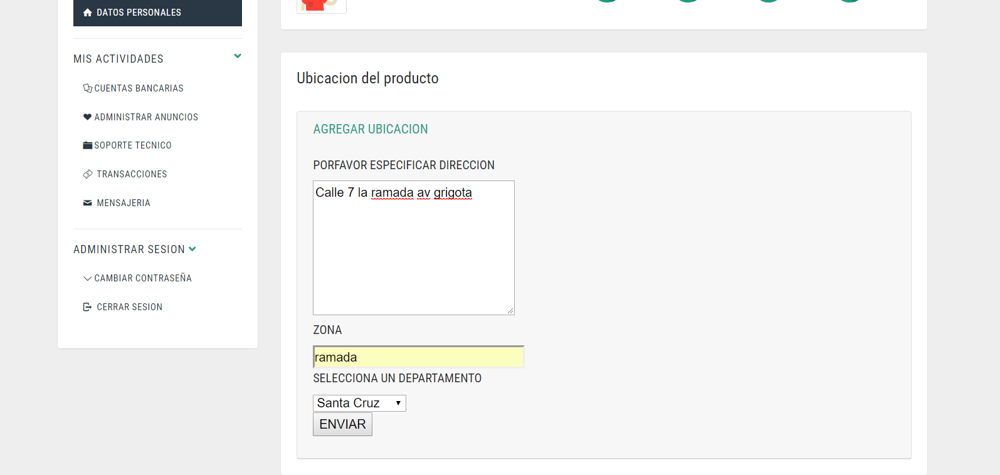 DATOS PERSONALES
MIS ACTIVIDADES
CUENTAS BANCARIAS
ADMINISTRAR ANUNCIOS
SOPORTE TECNICO
TRANSACCIONES
MENSAJERIA
ADMINISTRAR SESION
CAMBIAR CONTRASEÑA
CERRAR SESION
Ubicacion del producto
AGREGAR UBICACION
PORFAVOR ESPECIFICAR DIRECCION
Calle 7 la ramada av grigota
ZONA
ramada
SELECCIONA UN DEPARTAMENTO
Santa Cruz
ENVIAR